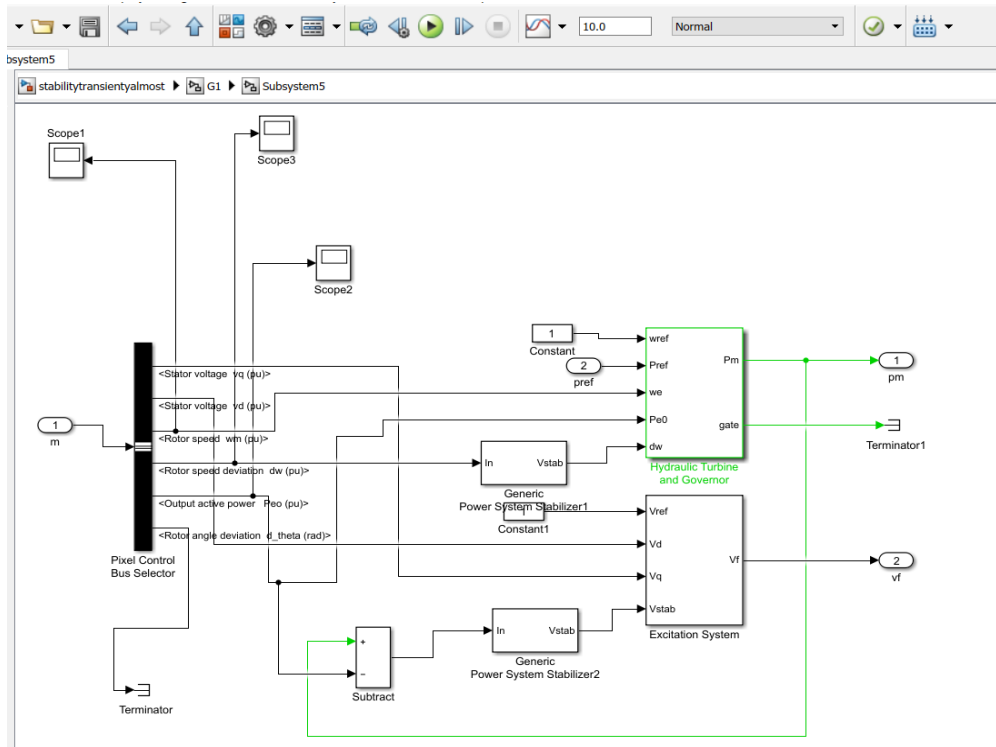 10.0
Normal
bsystem5
stabilitytransientyalmost
G1
Subsystem5
Scope1
Scope3
Scope2
1
Constant
2
pref
wref
Pref
we
Pe0
dw
Pm
gate
Hydraulic Turbine
and Governor
1
pm
Terminator1
<Stator voltage vq (pu)>
<Stator voltage vd (pu)>
<Rotor speed wm (pu)>
<Rotor speed deviation dw (pu)>
<Output active power Peo (pu)>
<Rotor angle deviation d_theta (rad)>
1
m
Pixel Control
Bus Selector
In
Vstab
Generic
Power System Stabilizer1
Constant1
Vref
Vd
Vq
Vstab
Vf
Excitation System
2
vf
+
−
Subtract
In
Vstab
Generic
Power System Stabilizer2
Terminator